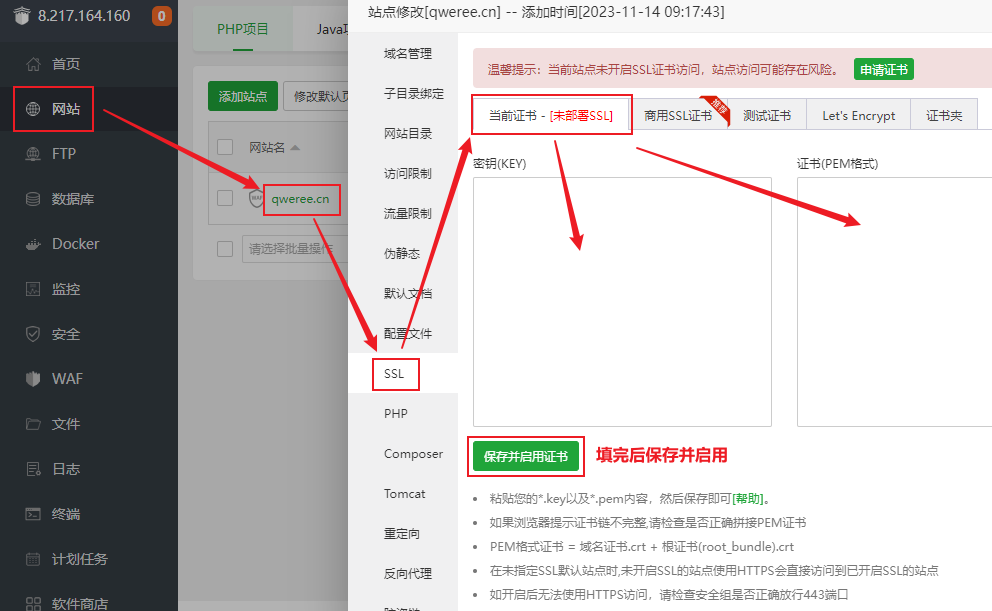 8.217.164.160 0
首页
网站
FTP
数据库
Docker
监控
安全
WAF
文件
日志
终端
计划任务
软件商店
PHP项目
添加站点
修改默认页
网站名
WAF
qweree.cn
请选择批量操作
站点修改[qweree.cn] -- 添加时间[2023-11-14 09:17:43]
域名管理
子目录绑定
网站目录
访问限制
流量限制
伪静态
默认文档
配置文件
SSL
PHP
Composer
Tomcat
重定向
反向代理
防盗链
温馨提示：当前站点未开启SSL证书访问，站点访问可能存在风险。 申请证书
当前证书 - [未部署SSL] 商用SSL证书 推荐 测试证书 Let's Encrypt 证书夹
密钥(KEY) 证书(PEM格式)
保存并启用证书 填完后保存并启用
粘贴您的*.key以及*.pem内容，然后保存即可[帮助]。
如果浏览器提示证书链不完整,请检查是否正确拼接PEM证书
PEM格式证书 = 域名证书.crt + 根证书(root_bundle).crt
在未指定SSL默认站点时,未开启SSL的站点使用HTTPS会直接访问到已开启SSL的站点
如开启后无法使用HTTPS访问，请检查安全组是否正确放行443端口